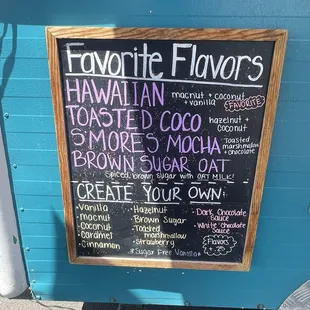 Favorite Flavors
HAWAIIAN macnut + coconut + vanilla FAVORITE
TOASTED COCO hazelnut + coconut
S'MORES MOCHA Toasted marshmallow + chocolate
BROWN SUGAR OAT
Spiced brown sugar with OAT MILK!
CREATE YOUR OWN
• Vanilla
• macnut
• Coconut
• Caramel
• Cinnamon
• Hazelnut
• Brown Sugar
• Toasted marshmallow
• Strawberry
• Dark Chocolate Sauce
• White Chocolate Sauce
Flavors
* Sugar Free Vanilla *